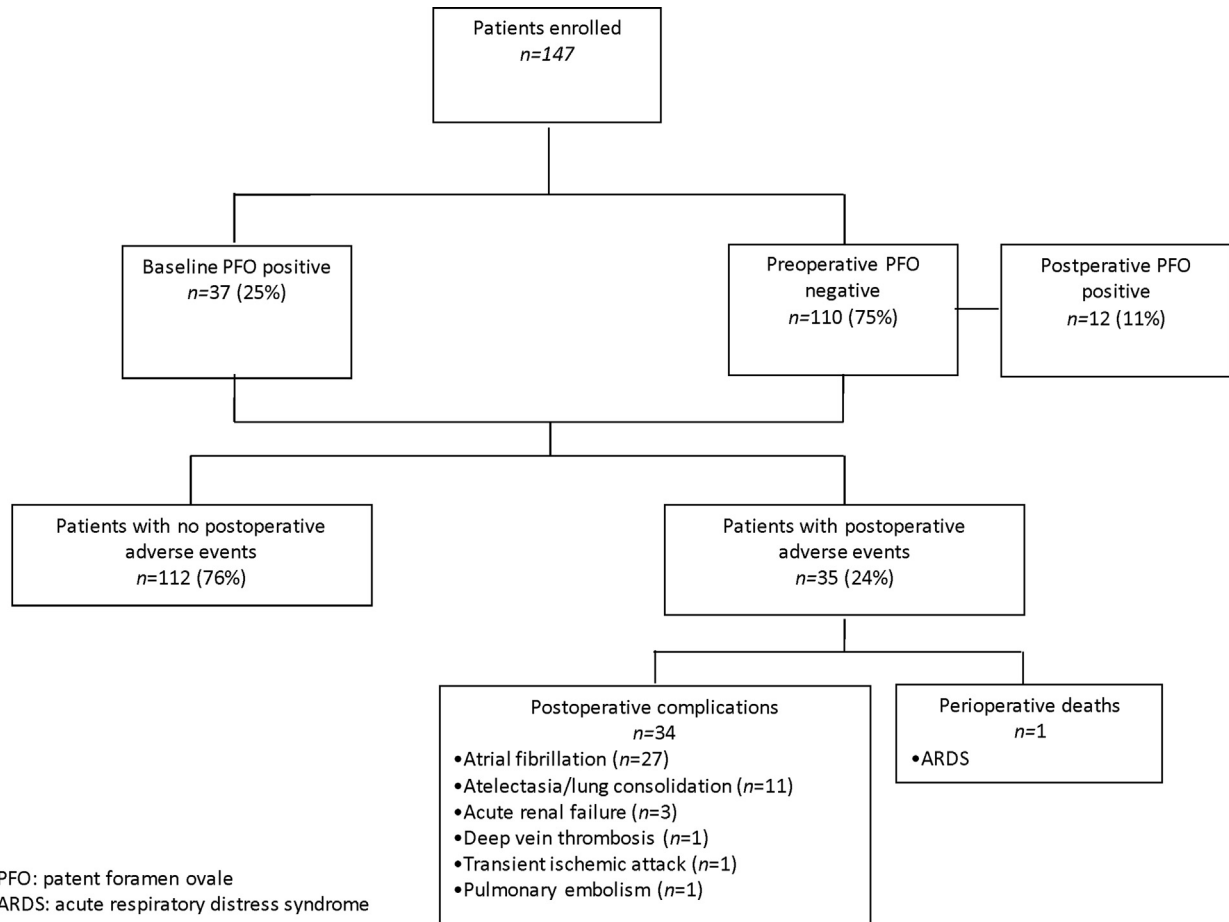 Patients enrolled
n=147
Baseline PFO positive
n=37 (25%)
Preoperative PFO
negative
n=110 (75%)
Postperative PFO
positive
n=12 (11%)
Patients with no postoperative
adverse events
n=112 (76%)
Patients with postoperative
adverse events
n=35 (24%)
Postoperative complications
n=34
•Atrial fibrillation (n=27)
•Atelectasia/lung consolidation (n=11)
•Acute renal failure (n=3)
•Deep vein thrombosis (n=1)
•Transient ischemic attack (n=1)
•Pulmonary embolism (n=1)
Perioperative deaths
n=1
•ARDS
PFO: patent foramen ovale
ARDS: acute respiratory distress syndrome